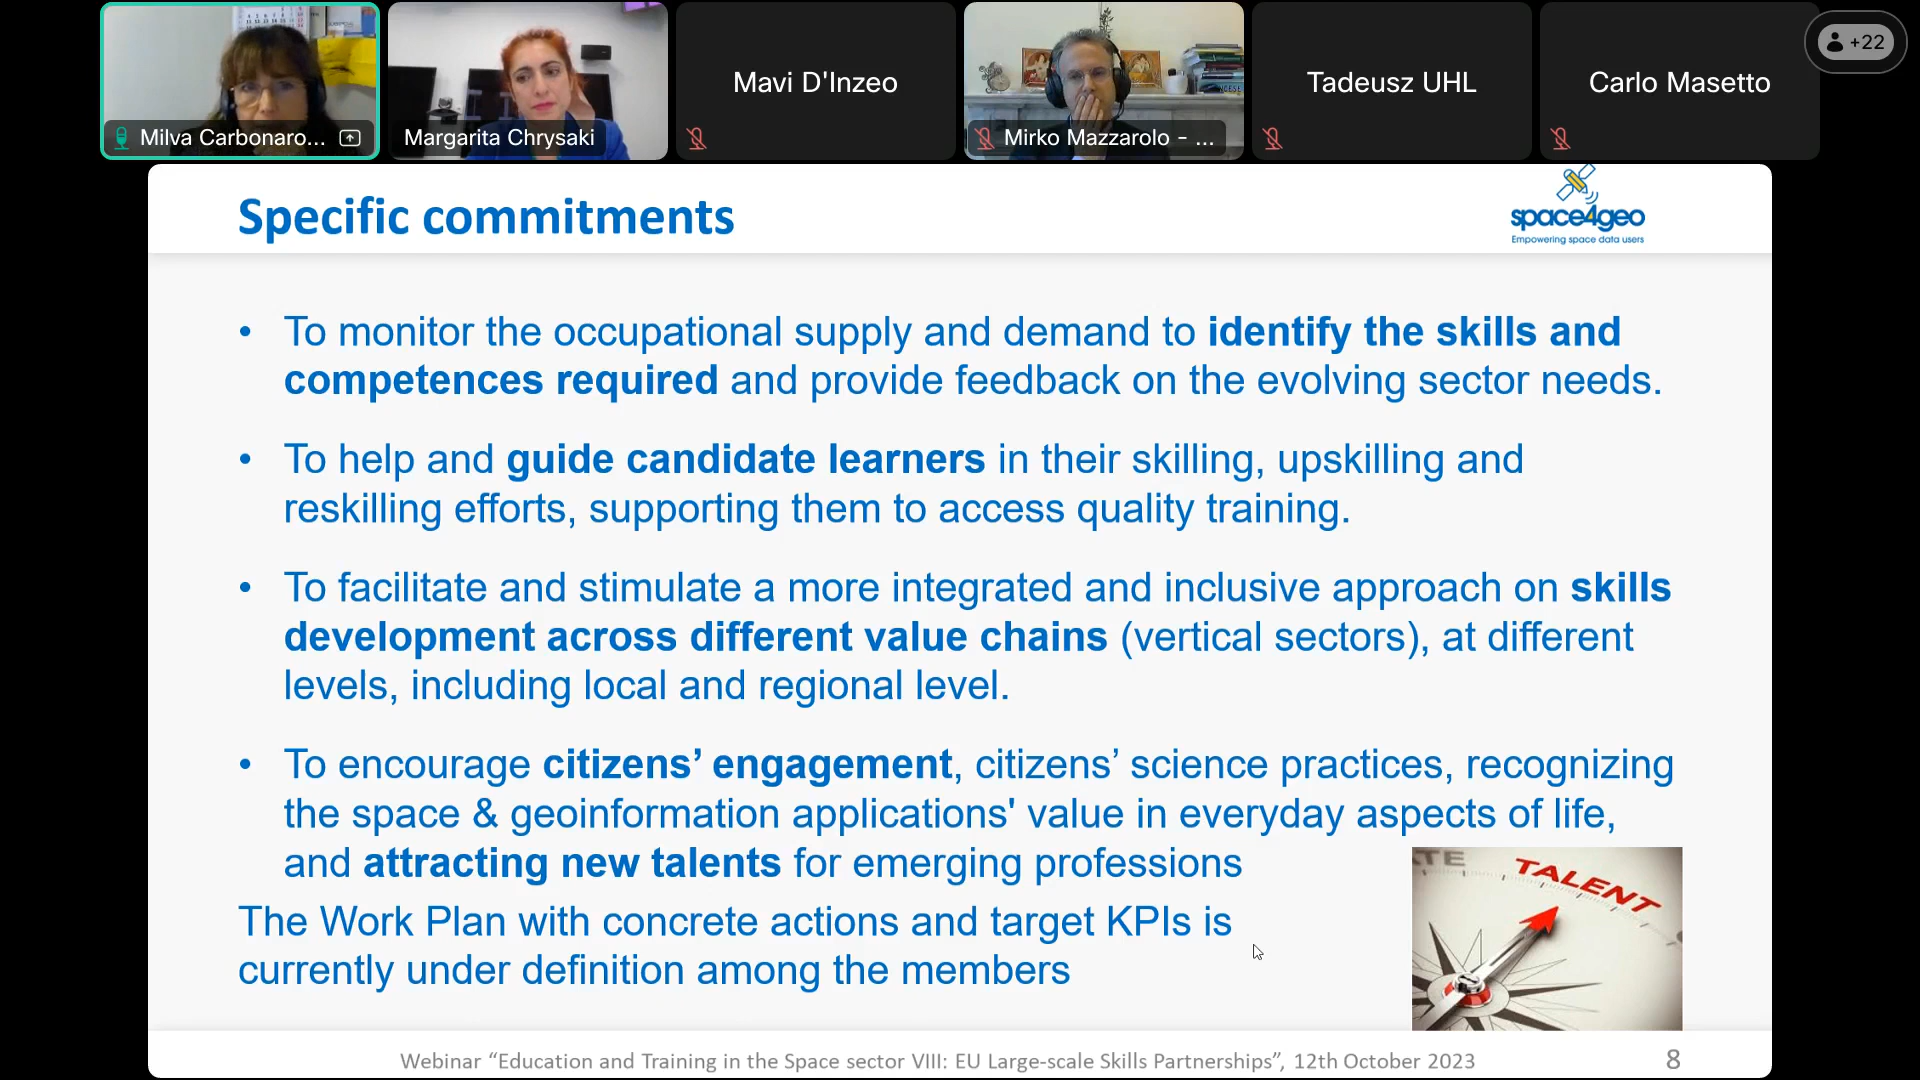 Mavi D'Inzeo
Tadeusz UHL
Carlo Masetto
+22
Milva Carbonaro...
Margarita Chrysaki
Mirko Mazzarolo - ...
Specific commitments
space4geo
Empowering space data users
• To monitor the occupational supply and demand to identify the skills and
competences required and provide feedback on the evolving sector needs.
• To help and guide candidate learners in their skilling, upskilling and
reskilling efforts, supporting them to access quality training.
• To facilitate and stimulate a more integrated and inclusive approach on skills
development across different value chains (vertical sectors), at different
levels, including local and regional level.
• To encourage citizens’ engagement, citizens’ science practices, recognizing
the space & geoinformation applications' value in everyday aspects of life,
and attracting new talents for emerging professions
TALENT
The Work Plan with concrete actions and target KPIs is
currently under definition among the members
Webinar “Education and Training in the Space sector VIII: EU Large-scale Skills Partnerships”, 12th October 2023
8